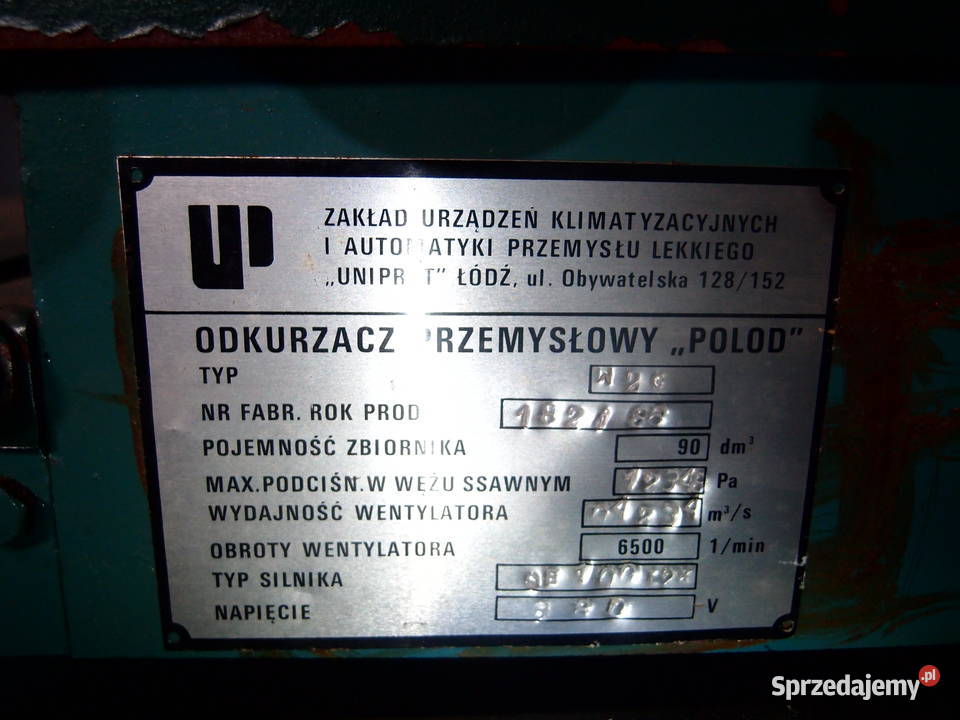 UP
ZAKŁAD URZĄDZEŃ KLIMATYZACYJNYCH
I PRZEMYSŁU LEKKIEGO
ŁÓDŹ, ul. Obywatelska 128/152
ODKURZACZ PRZEMYSŁOWY „POLOD”
TYP
NR FABR. ROK PROD
POJEMNOŚĆ ZBIORNIKA 90 dm³
MAX.PODCIŚN.W WĘŻU SSAWNYM Pa
WYDAJNOŚĆ WENTYLATORA m³/s
OBROTY WENTYLATORA 6500 1/min
TYP SILNIKA
NAPIĘCIE V
Sprzedajemy.pl